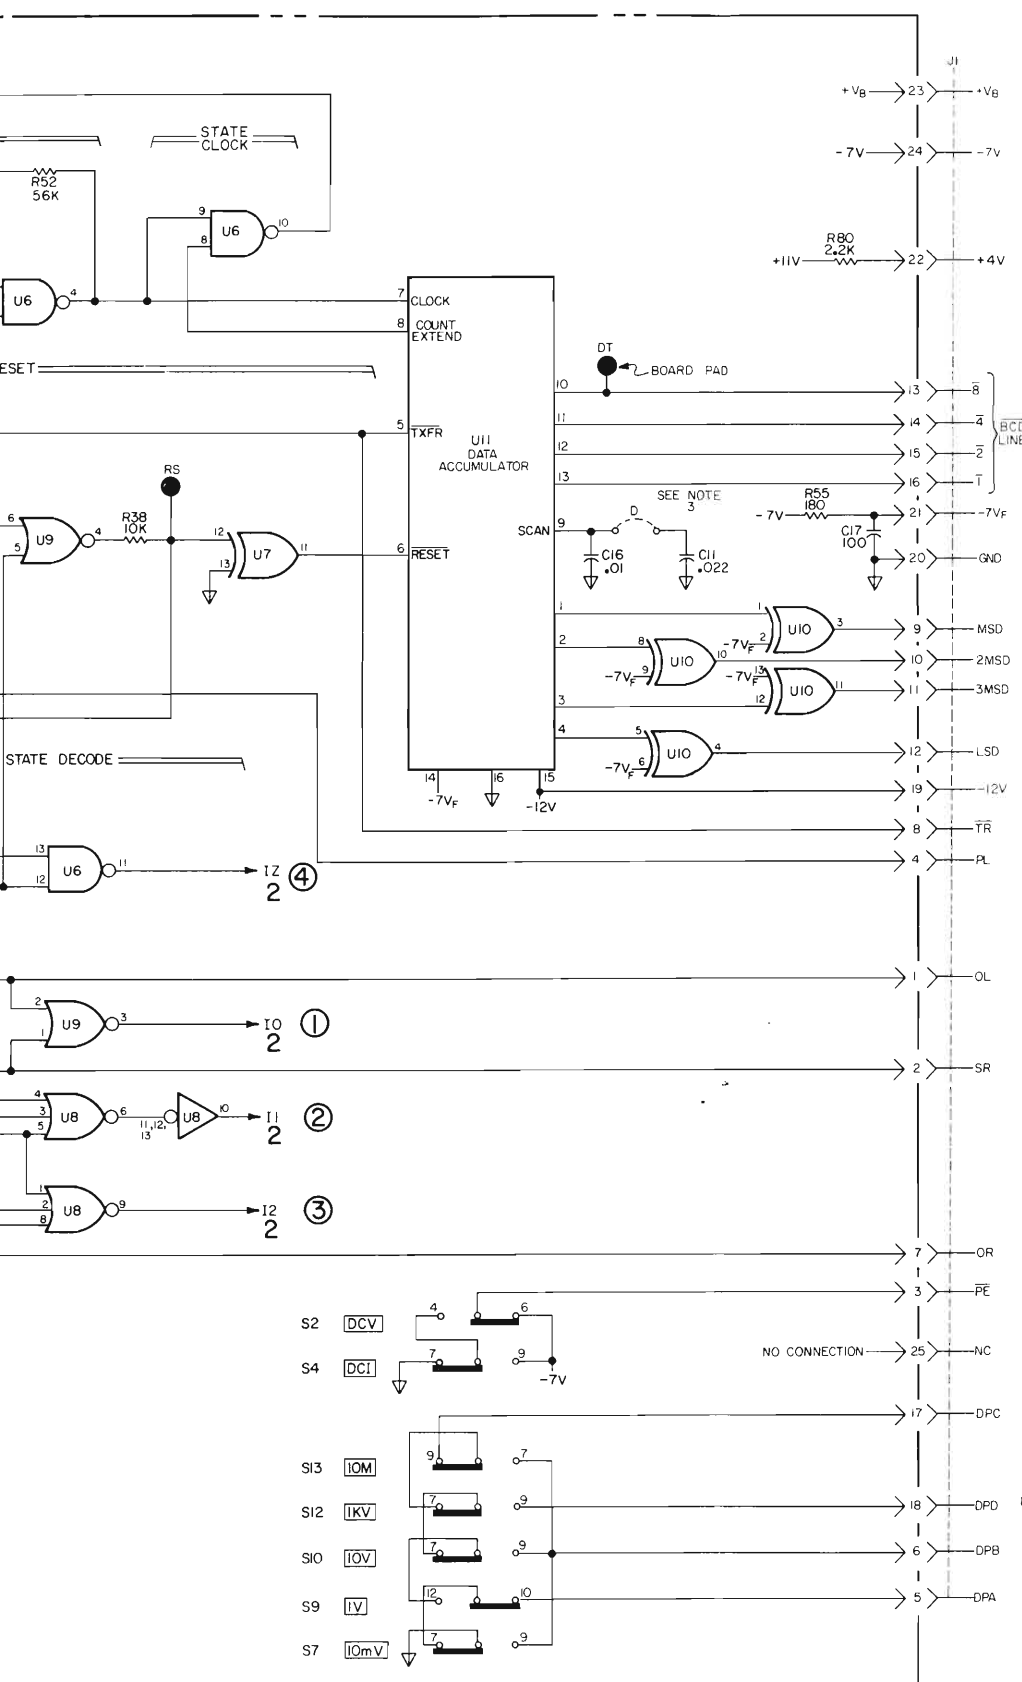 J1
+VB 23 +VB
STATE
CLOCK
-7V 24 -7V
R52
56K
9
8
U6
10
R80
2.2K
+11V 22 +4V
U6
4
7
CLOCK
8
COUNT
EXTEND
ESET
DT
BOARD PAD
10 13 8̅
11 14 4̅
12 15 2̅
13 16 1̅
BCD
LINE
5
TXFR
U11
DATA
ACCUMULATOR
RS
6
5
U9
4
R38
10K
12
13
U7
11
6
RESET
SCAN
9
SEE NOTE
3
D
C16
.01
C11
.022
-7V
R55
180
21 -7VF
C17
100
20 GND
1
1
-7VF
2
U10
3
9 MSD
2
8
-7VF
9
U10
10
10 2MSD
-7VF
13
12
U10
11
11 3MSD
3
4
5
-7VF
6
U10
4
12 LSD
STATE DECODE
14
-7VF
16
15
-12V
19 -12V
8 T̅R̅
13
12
U6
11
IZ 4
2
4 PL
1 OL
2
1
U9
3
I0 1
2
2 SR
4
3
5
U8
6
11,12,
13
U8
10
I1 2
2
1
2
8
U8
9
I2 3
2
7 OR
3 P̅E̅
S2 DCV
4
6
S4 DCI
7
9
-7V
NO CONNECTION 25 NC
17 DPC
S13 10M
9
7
S12 1KV
7
9
18 DPD
S10 10V
7
9
6 DPB
S9 1V
12
10
5 DPA
S7 10mV
7
9